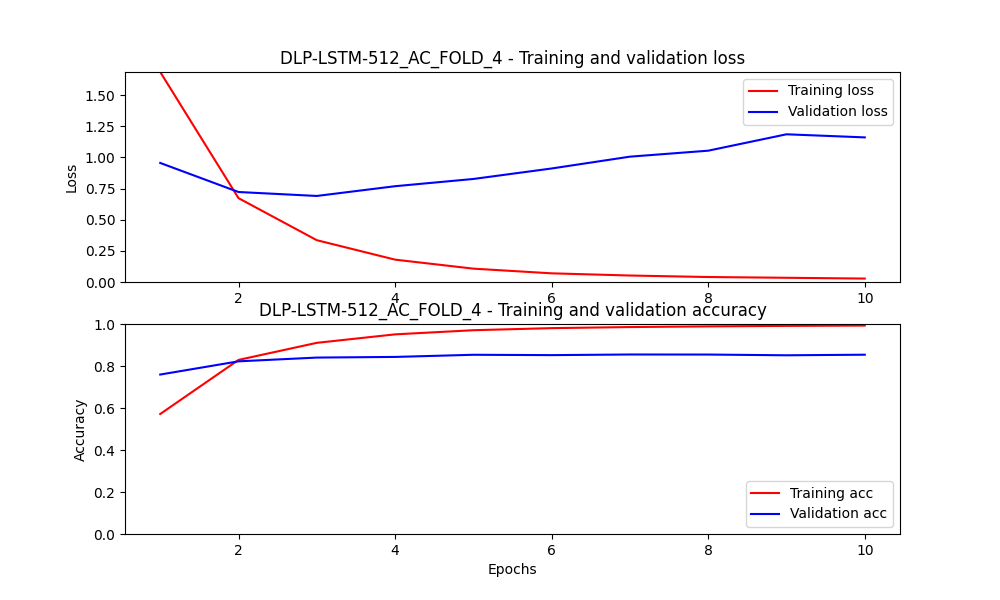 DLP-LSTM-512_AC_FOLD_4 - Training and validation loss
1.50
1.25
1.00
0.75
0.50
0.25
0.00
Loss
Training loss
Validation loss
2 4 6 8 10
DLP-LSTM-512_AC_FOLD_4 - Training and validation accuracy
1.0
0.8
0.6
0.4
0.2
0.0
Accuracy
Training acc
Validation acc
2 4 6 8 10
Epochs